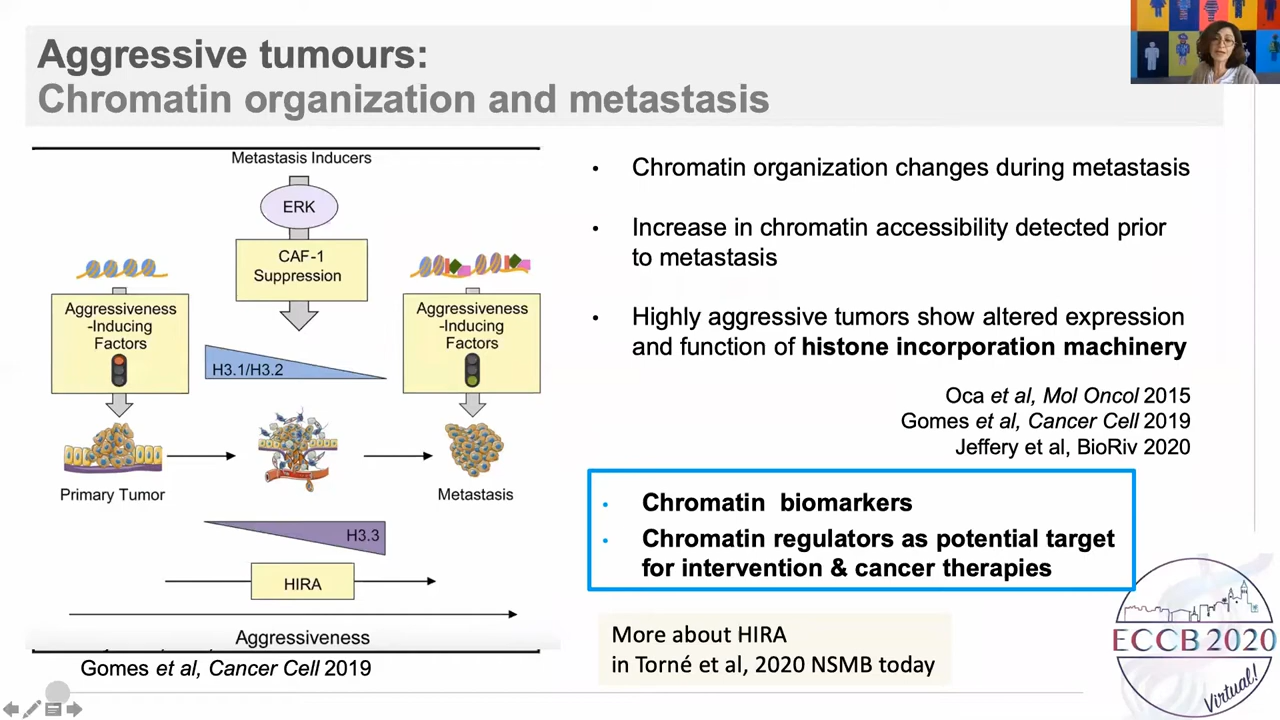 Aggressive tumours:
Chromatin organization and metastasis
Metastasis Inducers
ERK
CAF-1
Suppression
Aggressiveness
-Inducing
Factors
Aggressiveness
-Inducing
Factors
H3.1/H3.2
Primary Tumor
Metastasis
H3.3
HIRA
Aggressiveness
Gomes et al, Cancer Cell 2019
• Chromatin organization changes during metastasis
• Increase in chromatin accessibility detected prior
to metastasis
• Highly aggressive tumors show altered expression
and function of histone incorporation machinery
Oca et al, Mol Oncol 2015
Gomes et al, Cancer Cell 2019
Jeffery et al, BioRiv 2020
• Chromatin biomarkers
• Chromatin regulators as potential target
for intervention & cancer therapies
More about HIRA
in Torné et al, 2020 NSMB today
ECCB 2020
Virtual!